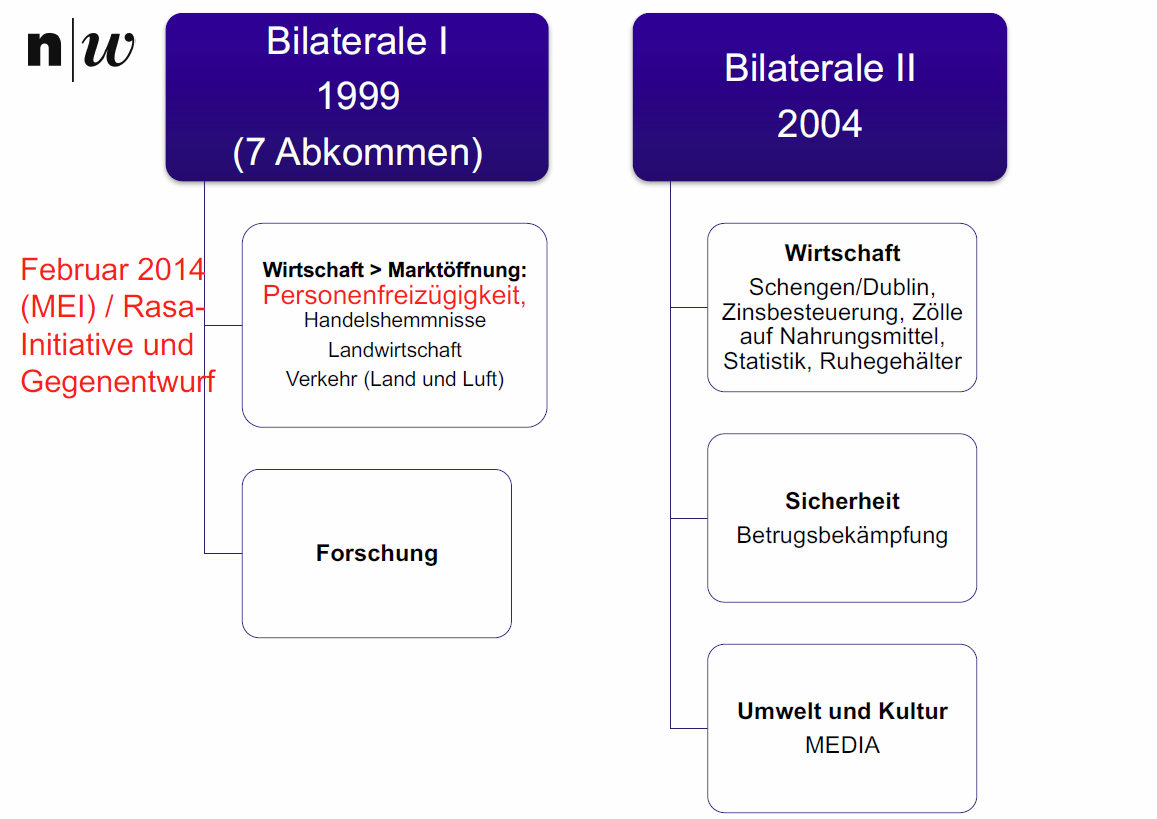 n|w
Bilaterale I
1999
(7 Abkommen)
Bilaterale II
2004
Februar 2014
(MEI) / Rasa-
Initiative und
Gegenentwurf
Wirtschaft > Marktöffnung:
Personenfreizügigkeit,
Handelshemmnisse
Landwirtschaft
Verkehr (Land und Luft)
Forschung
Wirtschaft
Schengen/Dublin,
Zinsbesteuerung, Zölle
auf Nahrungsmittel,
Statistik, Ruhegehälter
Sicherheit
Betrugsbekämpfung
Umwelt und Kultur
MEDIA